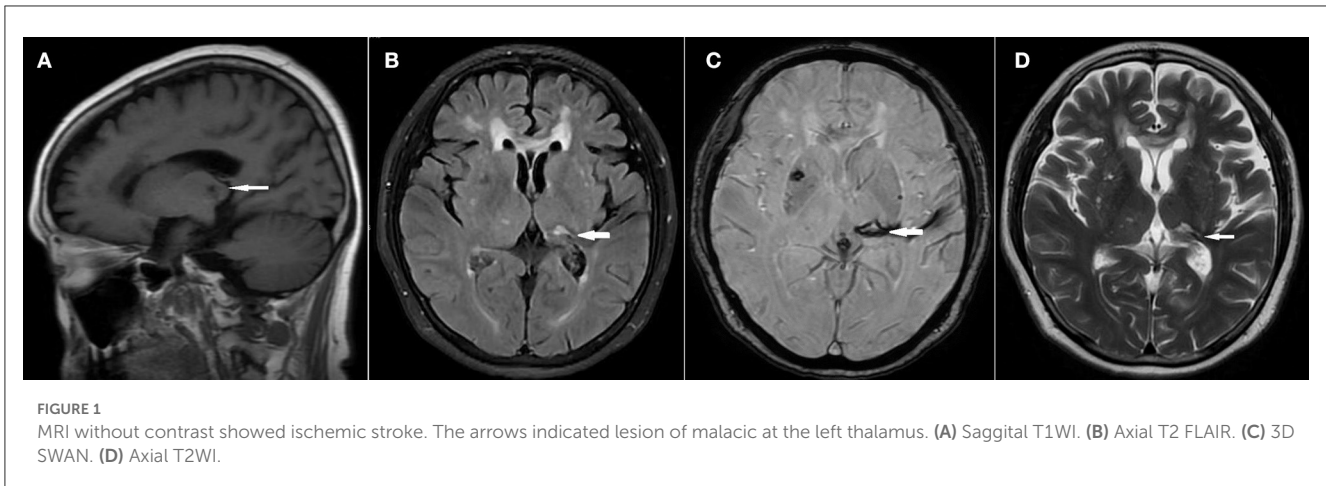 A
B
C
D
FIGURE 1
MRI without contrast showed ischemic stroke. The arrows indicated lesion of malacic at the left thalamus. (A) Saggital T1WI. (B) Axial T2 FLAIR. (C) 3D
SWAN. (D) Axial T2WI.